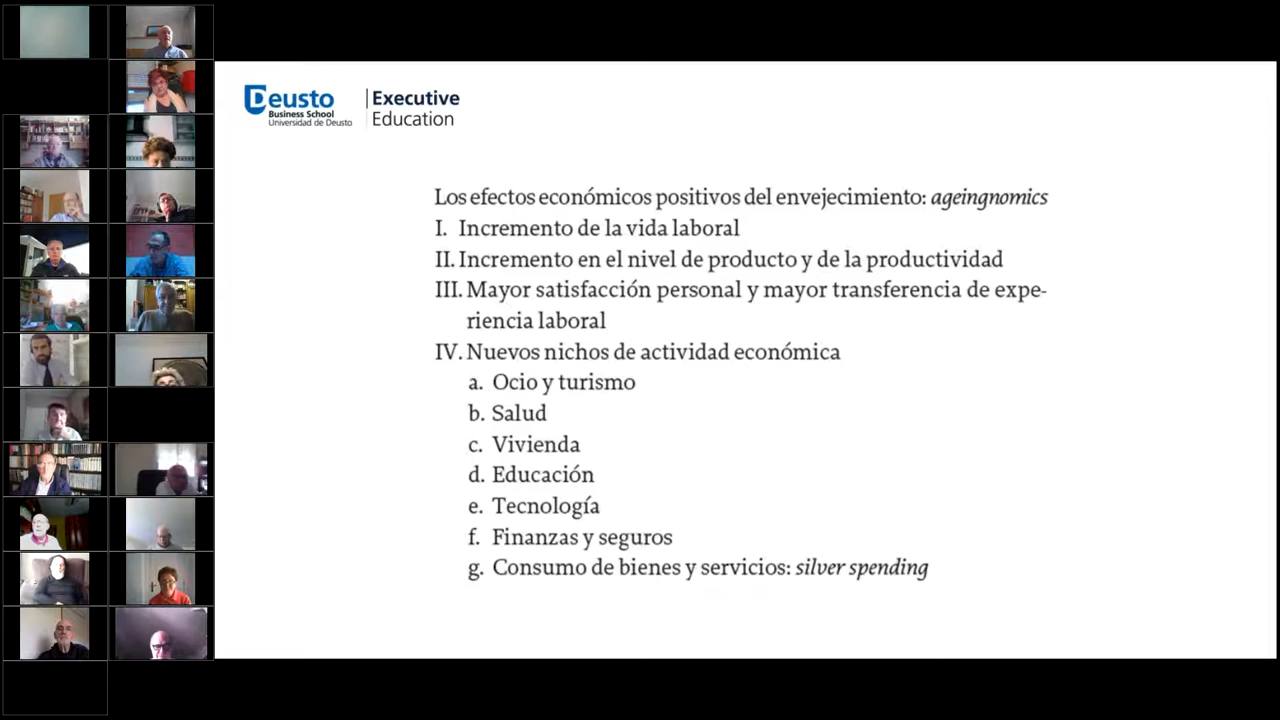 Deusto
Business School
Universidad de Deusto
Executive
Education
Los efectos económicos positivos del envejecimiento: ageingnomics
I. Incremento de la vida laboral
II. Incremento en el nivel de producto y de la productividad
III. Mayor satisfacción personal y mayor transferencia de expe-
riencia laboral
IV. Nuevos nichos de actividad económica
a. Ocio y turismo
b. Salud
c. Vivienda
d. Educación
e. Tecnología
f. Finanzas y seguros
g. Consumo de bienes y servicios: silver spending